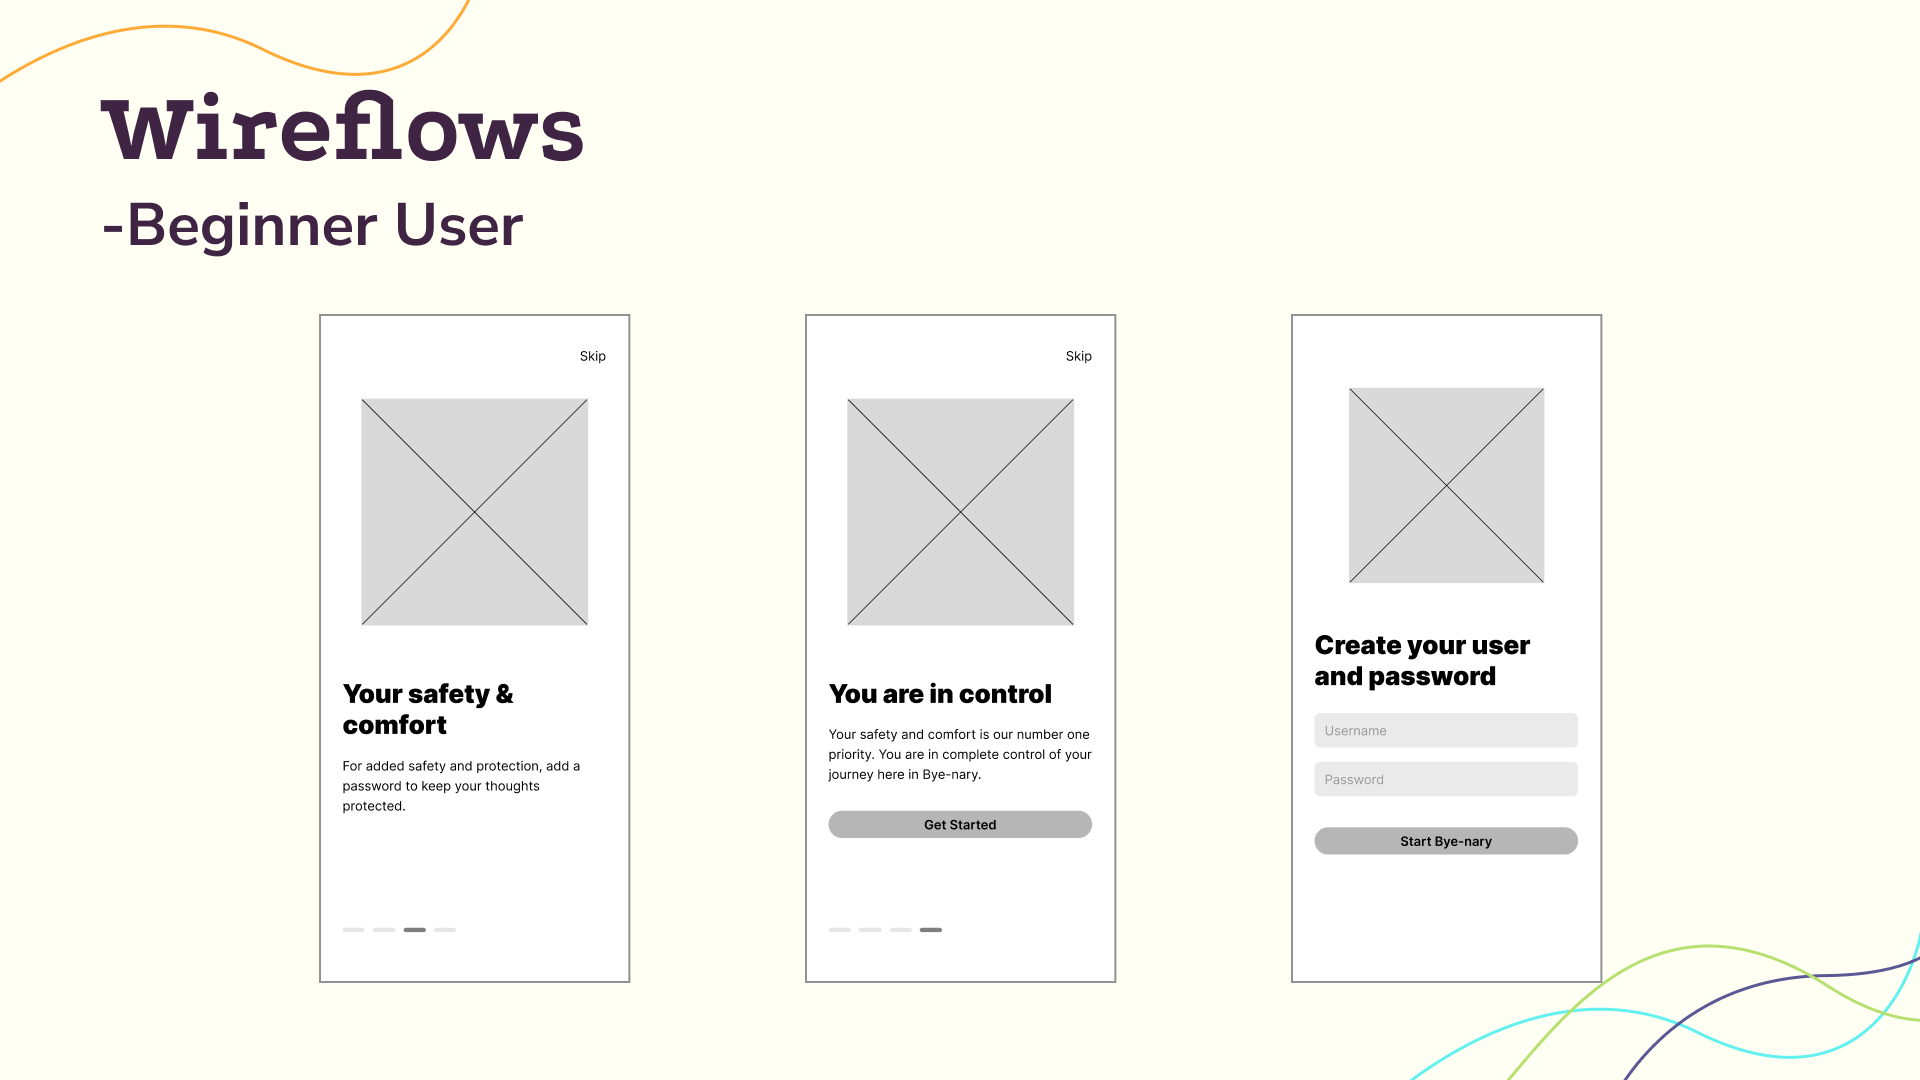 Wireflows
-Beginner User
Skip
Your safety &
comfort
For added safety and protection, add a
password to keep your thoughts
protected.
Skip
You are in control
Your safety and comfort is our number one
priority. You are in complete control of your
journey here in Bye-nary.
Get Started
Create your user
and password
Username
Password
Start Bye-nary